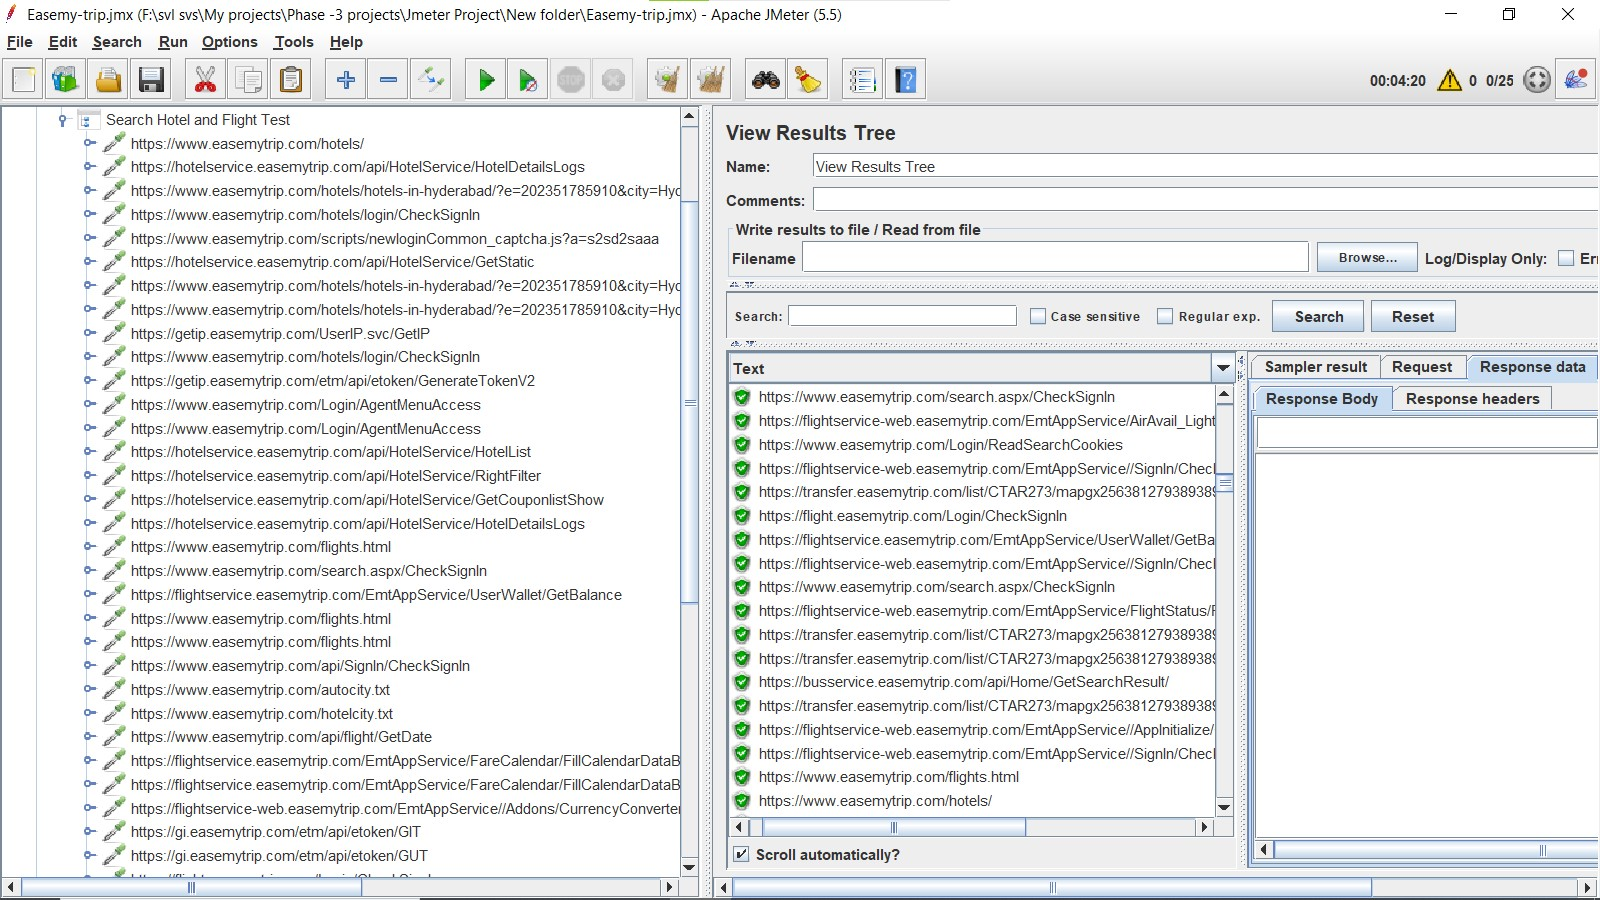 Easemy-trip.jmx (F:\svl svs\My projects\Phase -3 projects\Jmeter Project\New folder\Easemy-trip.jmx) - Apache JMeter (5.5)
File Edit Search Run Options Tools Help
STOP ? 00:04:20 0 0/25
Search Hotel and Flight Test
https://www.easemytrip.com/hotels/
https://hotelservice.easemytrip.com/api/HotelService/HotelDetailsLogs
https://www.easemytrip.com/hotels/hotels-in-hyderabad/?e=202351785910&city=Hyd
https://www.easemytrip.com/hotels/login/CheckSignIn
https://www.easemytrip.com/scripts/newloginCommon_captcha.js?a=s2sd2saaa
https://hotelservice.easemytrip.com/api/HotelService/GetStatic
https://www.easemytrip.com/hotels/hotels-in-hyderabad/?e=202351785910&city=Hyd
https://www.easemytrip.com/hotels/hotels-in-hyderabad/?e=202351785910&city=Hyd
https://getip.easemytrip.com/UserIP.svc/GetIP
https://www.easemytrip.com/hotels/login/CheckSignIn
https://getip.easemytrip.com/etm/api/etoken/GenerateTokenV2
https://www.easemytrip.com/Login/AgentMenuAccess
https://www.easemytrip.com/Login/AgentMenuAccess
https://hotelservice.easemytrip.com/api/HotelService/HotelList
https://hotelservice.easemytrip.com/api/HotelService/RightFilter
https://hotelservice.easemytrip.com/api/HotelService/GetCouponlistShow
https://hotelservice.easemytrip.com/api/HotelService/HotelDetailsLogs
https://www.easemytrip.com/flights.html
https://www.easemytrip.com/search.aspx/CheckSignIn
https://flightservice.easemytrip.com/EmtAppService/UserWallet/GetBalance
https://www.easemytrip.com/flights.html
https://www.easemytrip.com/flights.html
https://www.easemytrip.com/api/SignIn/CheckSignIn
https://www.easemytrip.com/autocity.txt
https://www.easemytrip.com/hotelcity.txt
https://www.easemytrip.com/api/flight/GetDate
https://flightservice.easemytrip.com/EmtAppService/FareCalendar/FillCalendarDataB
https://flightservice.easemytrip.com/EmtAppService/FareCalendar/FillCalendarDataB
https://flightservice-web.easemytrip.com/EmtAppService//Addons/CurrencyConverter
https://gi.easemytrip.com/etm/api/etoken/GIT
https://gi.easemytrip.com/etm/api/etoken/GUT
View Results Tree
Name: View Results Tree
Comments:
Write results to file / Read from file
Filename Browse... Log/Display Only: Er
Search: Case sensitive Regular exp. Search Reset
Text
https://www.easemytrip.com/search.aspx/CheckSignIn
https://flightservice-web.easemytrip.com/EmtAppService/AirAvail_Light
https://www.easemytrip.com/Login/ReadSearchCookies
https://flightservice-web.easemytrip.com/EmtAppService//SignIn/Chec
https://transfer.easemytrip.com/list/CTAR273/mapgx25638127938938
https://flight.easemytrip.com/Login/CheckSignIn
https://flightservice.easemytrip.com/EmtAppService/UserWallet/GetBa
https://flightservice-web.easemytrip.com/EmtAppService//SignIn/Chec
https://www.easemytrip.com/search.aspx/CheckSignIn
https://flightservice-web.easemytrip.com/EmtAppService/FlightStatus/
https://transfer.easemytrip.com/list/CTAR273/mapgx25638127938938
https://transfer.easemytrip.com/list/CTAR273/mapgx25638127938938
https://busservice.easemytrip.com/api/Home/GetSearchResult/
https://transfer.easemytrip.com/list/CTAR273/mapgx25638127938938
https://flightservice-web.easemytrip.com/EmtAppService//AppInitialize/
https://flightservice-web.easemytrip.com/EmtAppService//SignIn/Chec
https://www.easemytrip.com/flights.html
https://www.easemytrip.com/hotels/
Scroll automatically?
Sampler result Request Response data
Response Body Response headers